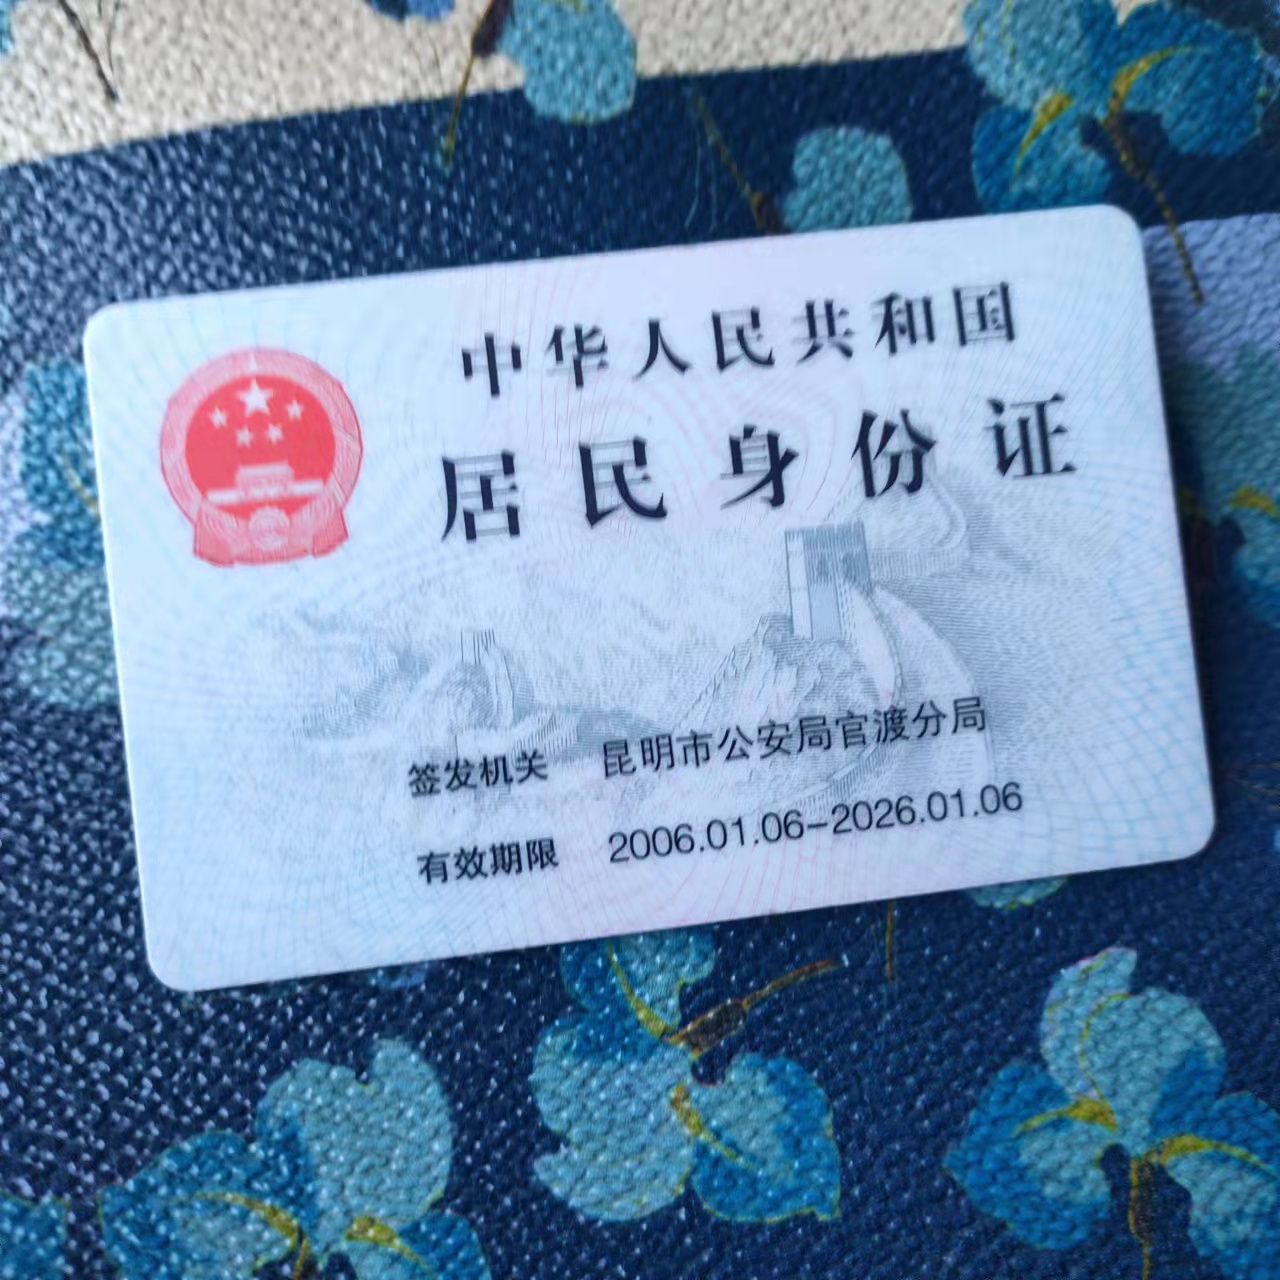 中华人民共和国
居民身份证
签发机关 昆明市公安局官渡分局
有效期限 2006.01.06-2026.01.06